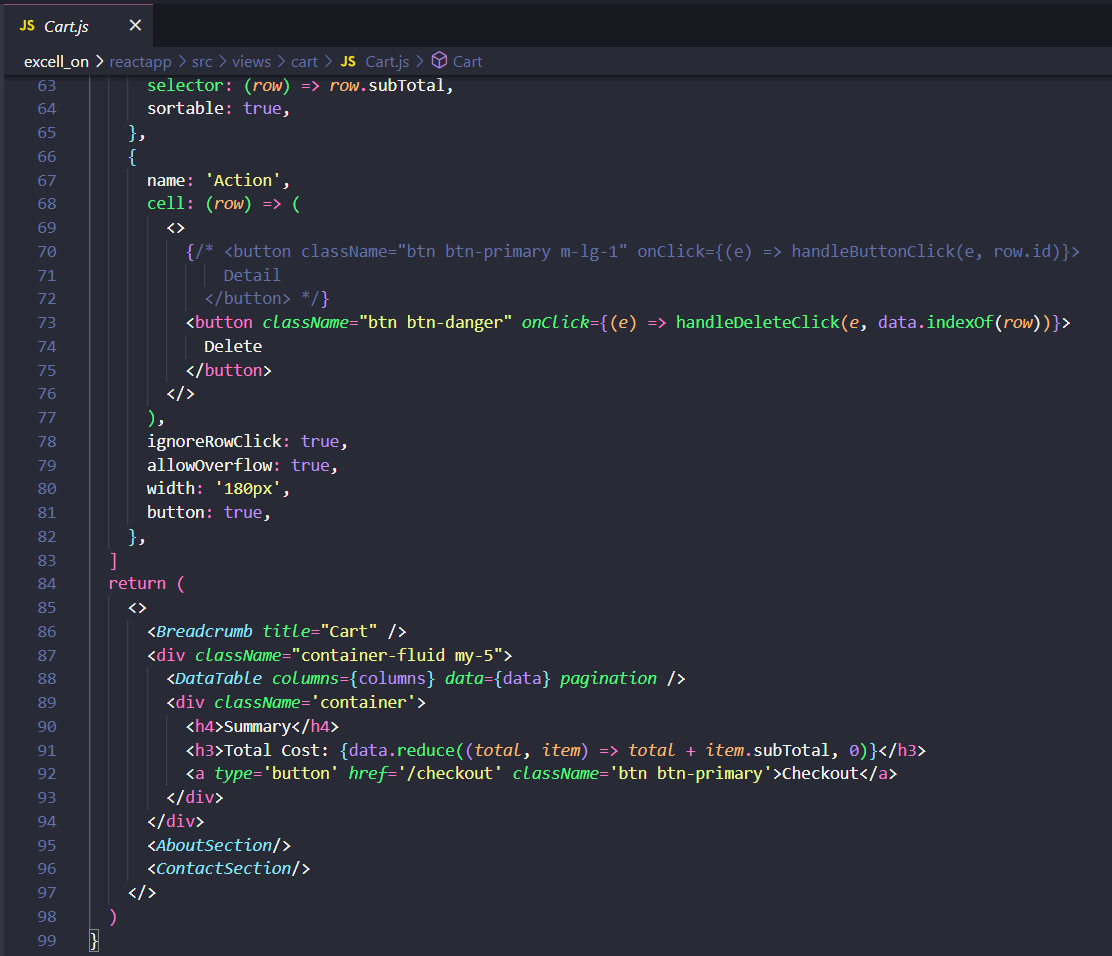 JS Cart.js ×
excell_on > reactapp > src > views > cart > JS Cart.js > Cart
63 selector: (row) => row.subTotal,
64 sortable: true,
65 },
66 {
67 name: 'Action',
68 cell: (row) => (
69 <>
70 {/* <button className="btn btn-primary m-lg-1" onClick={(e) => handleButtonClick(e, row.id)}>
71 Detail
72 </button> */}
73 <button className="btn btn-danger" onClick={(e) => handleDeleteClick(e, data.indexOf(row))}>
74 Delete
75 </button>
76 </>
77 ),
78 ignoreRowClick: true,
79 allowOverflow: true,
80 width: '180px',
81 button: true,
82 },
83 ]
84 return (
85 <>
86 <Breadcrumb title="Cart" />
87 <div className="container-fluid my-5">
88 <DataTable columns={columns} data={data} pagination />
89 <div className='container'>
90 <h4>Summary</h4>
91 <h3>Total Cost: {data.reduce((total, item) => total + item.subTotal, 0)}</h3>
92 <a type='button' href='/checkout' className='btn btn-primary'>Checkout</a>
93 </div>
94 </div>
95 <AboutSection/>
96 <ContactSection/>
97 </>
98 )
99 }